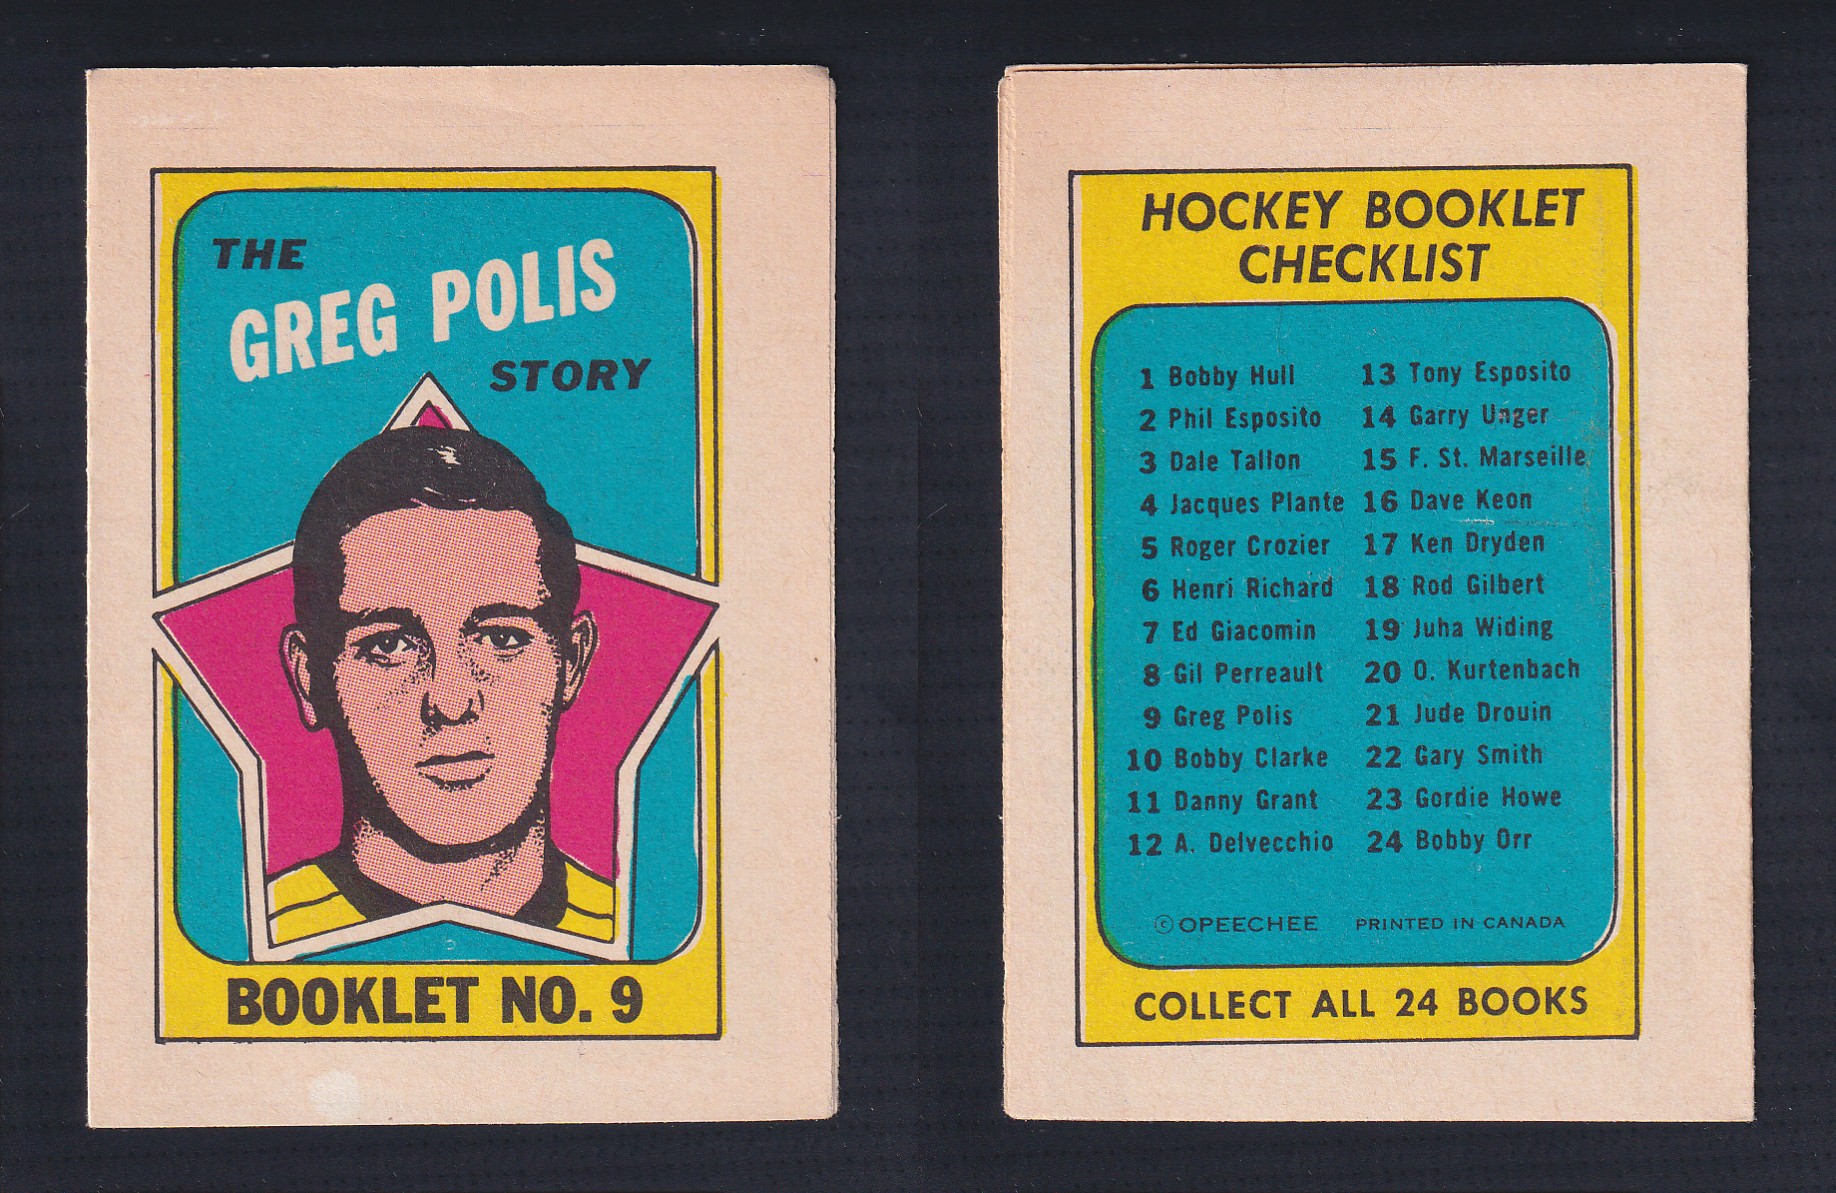 THE
GREG POLIS
STORY
BOOKLET NO. 9
HOCKEY BOOKLET
CHECKLIST
1 Bobby Hull
2 Phil Esposito
3 Dale Tallon
4 Jacques Plante
5 Roger Crozier
6 Henri Richard
7 Ed Giacomin
8 Gil Perreault
9 Greg Polis
10 Bobby Clarke
11 Danny Grant
12 A. Delvecchio
13 Tony Esposito
14 Garry Unger
15 F. St. Marseille
16 Dave Keon
17 Ken Dryden
18 Rod Gilbert
19 Juha Widing
20 O. Kurtenbach
21 Jude Drouin
22 Gary Smith
23 Gordie Howe
24 Bobby Orr
© OPEECHEE PRINTED IN CANADA
COLLECT ALL 24 BOOKS